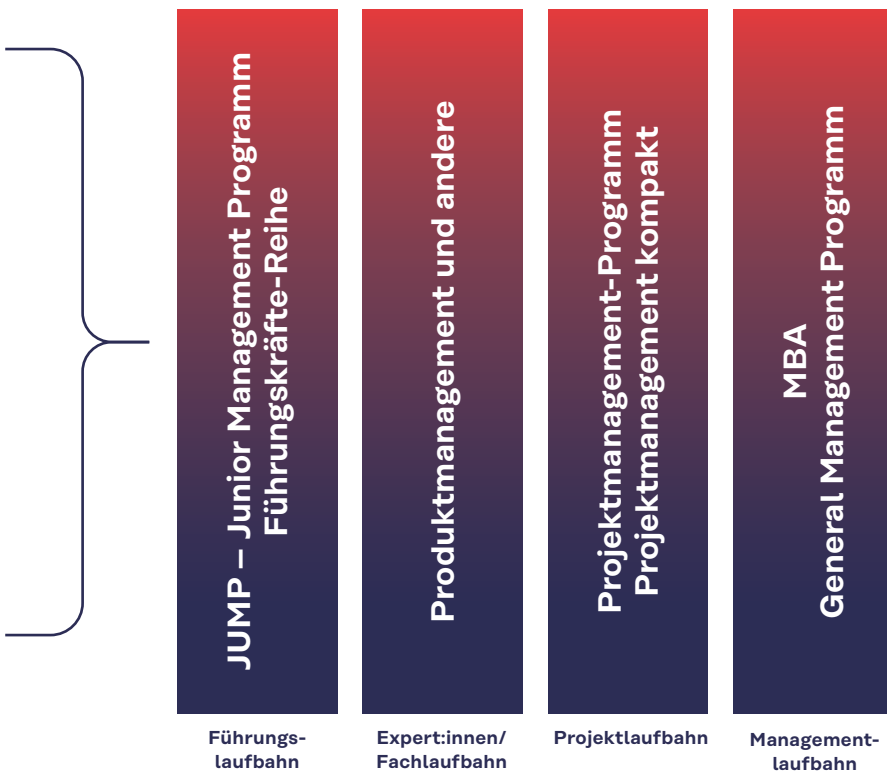 JUMP – Junior Management Programm
Führungskräfte-Reihe
Produktmanagement und andere
Projektmanagement-Programm
Projektmanagement kompakt
MBA
General Management Programm
Führungs-
laufbahn
Expert:innen/
Fachlaufbahn
Projektlaufbahn
Management-
laufbahn